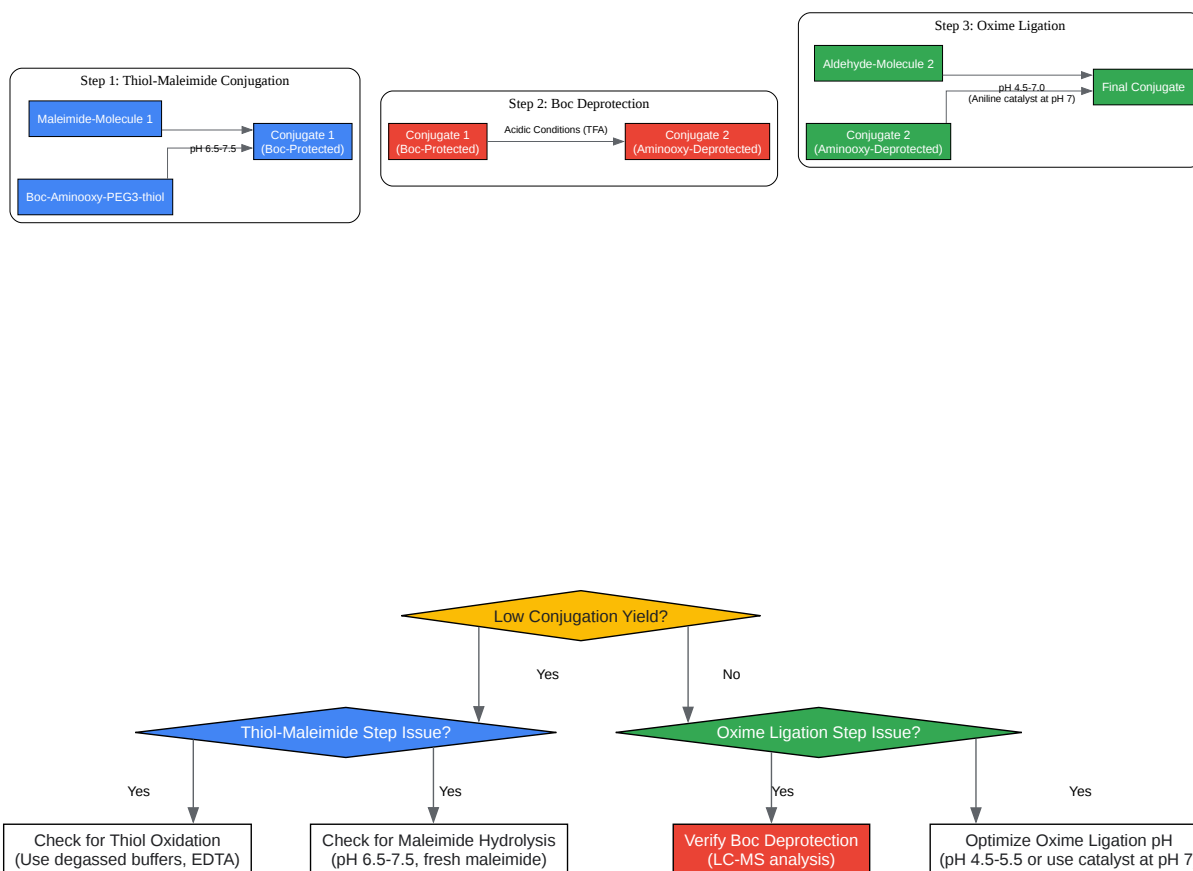 Step 1: Thiol-Maleimide Conjugation
Maleimide-Molecule 1
Boc-Aminooxy-PEG3-thiol
pH 6.5-7.5
Conjugate 1
(Boc-Protected)
Step 2: Boc Deprotection
Conjugate 1
(Boc-Protected)
Acidic Conditions (TFA)
Conjugate 2
(Aminooxy-Deprotected)
Step 3: Oxime Ligation
Aldehyde-Molecule 2
Conjugate 2
(Aminooxy-Deprotected)
pH 4.5-7.0
(Aniline catalyst at pH 7)
Final Conjugate
Low Conjugation Yield?
Yes
No
Thiol-Maleimide Step Issue?
Oxime Ligation Step Issue?
Yes
Yes
Yes
Yes
Check for Thiol Oxidation
(Use degassed buffers, EDTA)
Check for Maleimide Hydrolysis
(pH 6.5-7.5, fresh maleimide)
Verify Boc Deprotection
(LC-MS analysis)
Optimize Oxime Ligation pH
(pH 4.5-5.5 or use catalyst at pH 7